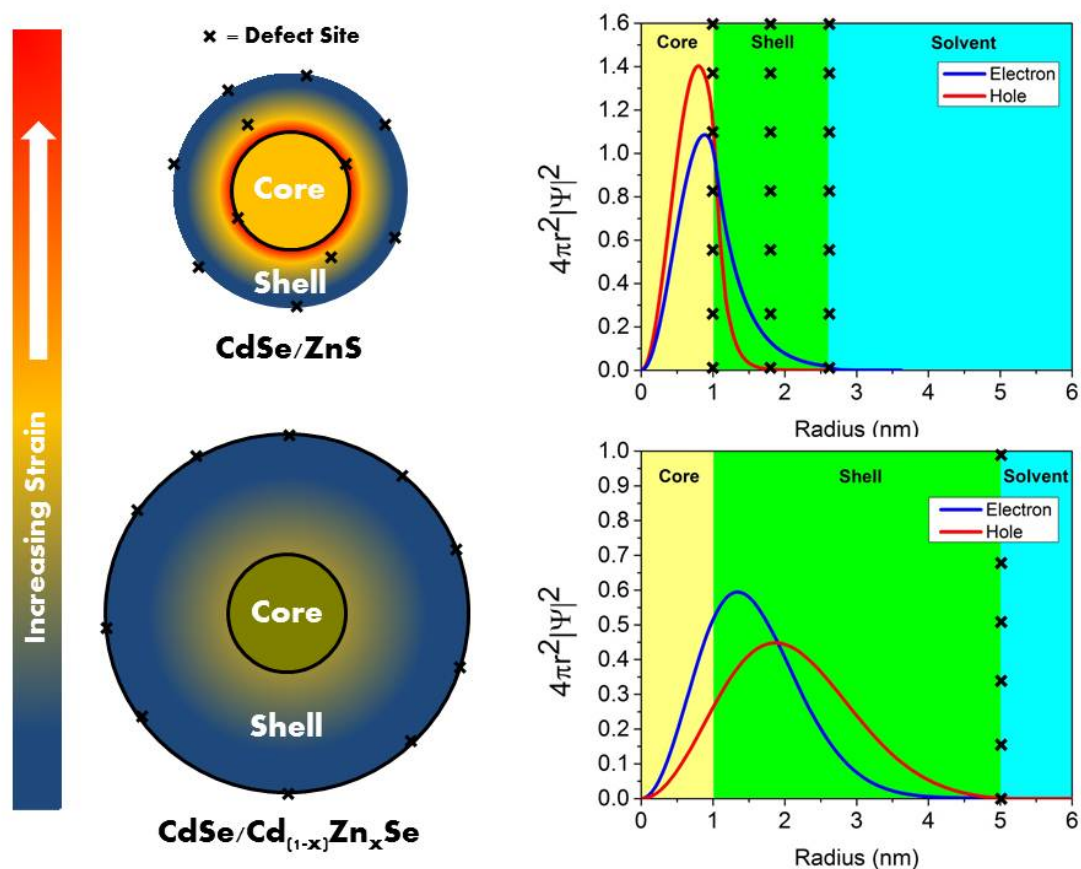 Increasing Strain
× = Defect Site
Core
Shell
CdSe/ZnS
Core
Shell
CdSe/Cd(1-x)ZnxSe
4πr²|Ψ|²
1.6
1.4
1.2
1.0
0.8
0.6
0.4
0.2
0.0
Core Shell Solvent
Electron
Hole
0 1 2 3 4 5 6
Radius (nm)
4πr²|Ψ|²
1.0
0.9
0.8
0.7
0.6
0.5
0.4
0.3
0.2
0.1
0.0
Core Shell Solvent
Electron
Hole
0 1 2 3 4 5 6
Radius (nm)